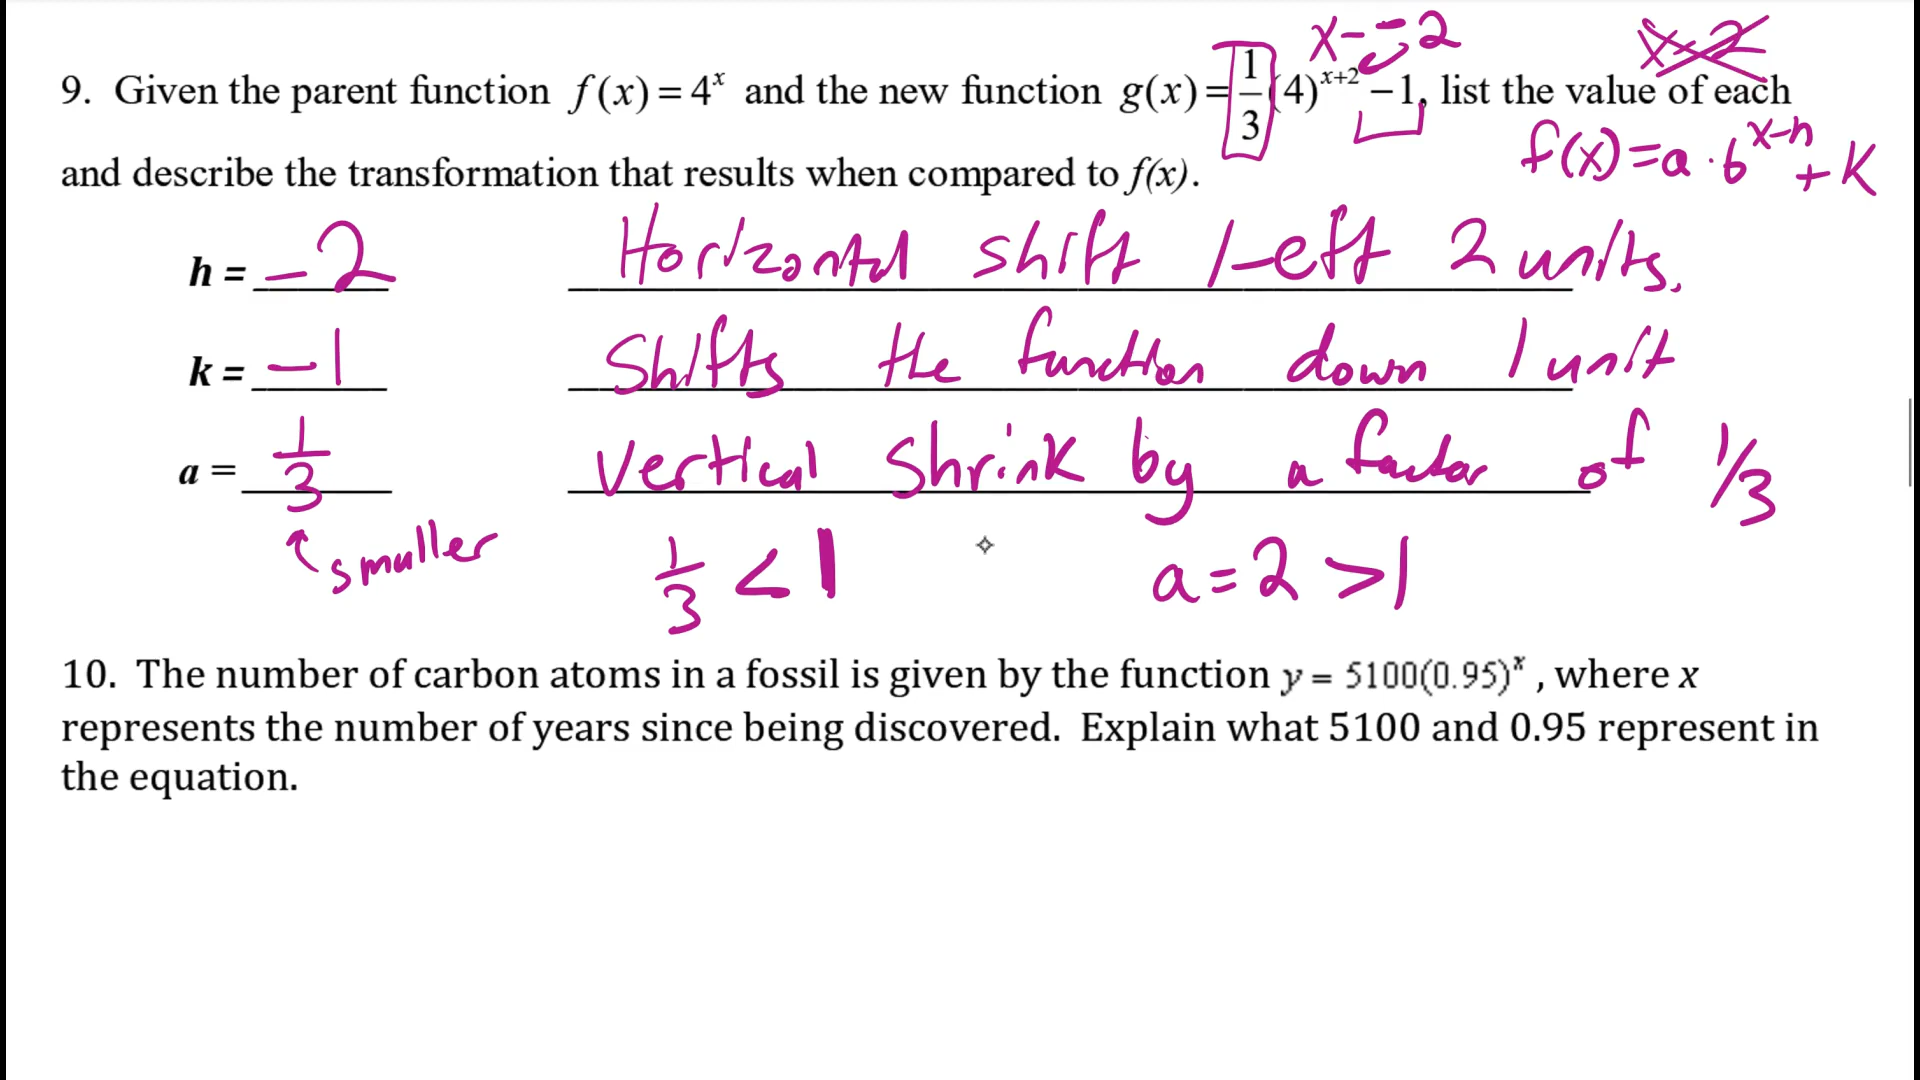 x--2 x-2
9. Given the parent function f(x)=4^x and the new function g(x)=1/3(4)^(x+2)-1, list the value of each
f(x)=a·b^(x-h)+K
and describe the transformation that results when compared to f(x).
h = -2 Horizontal shift Left 2 units.
k = -1 Shifts the function down 1 unit
a = 1/3 Vertical shrink by a factor of 1/3
smaller 1/3 < 1 a=2 >1
10. The number of carbon atoms in a fossil is given by the function y = 5100(0.95)^x, where x
represents the number of years since being discovered. Explain what 5100 and 0.95 represent in
the equation.